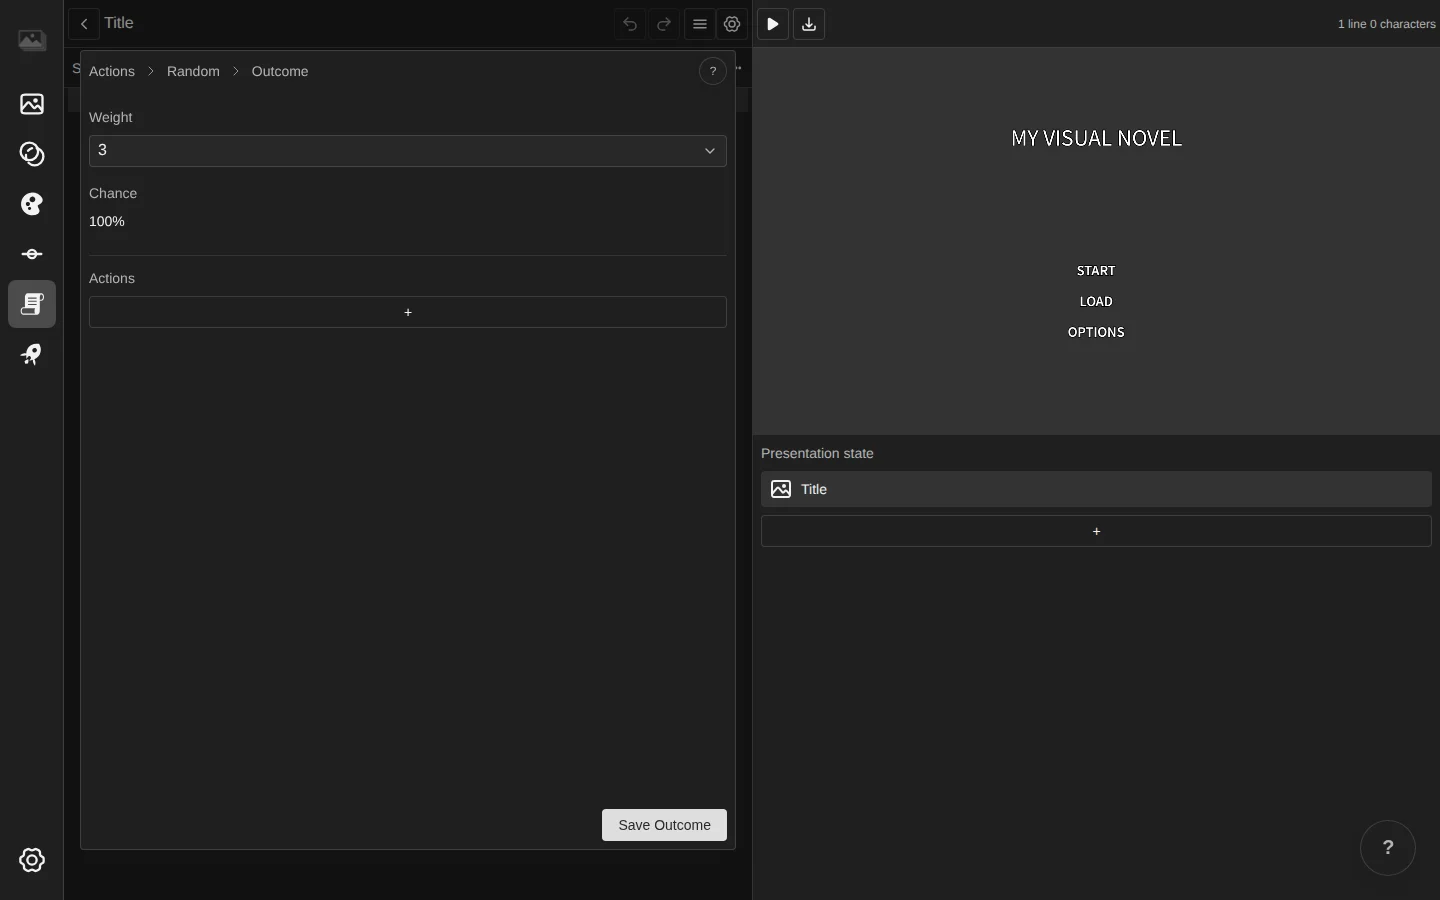 Title
1 line 0 characters
S
Actions > Random > Outcome
?
Weight
3
Chance
100%
Actions
+
Save Outcome
MY VISUAL NOVEL
START
LOAD
OPTIONS
Presentation state
Title
+
?